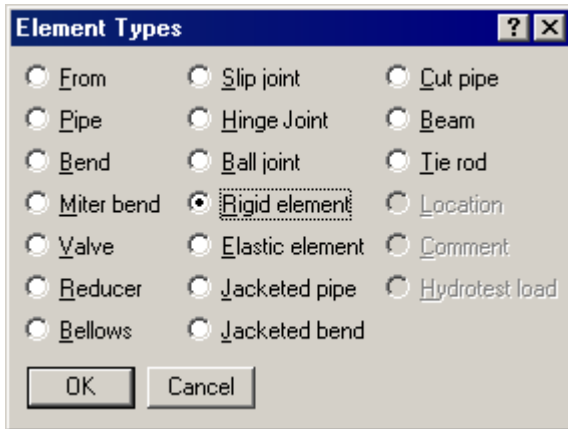 Element Types ? ×
From Slip joint Cut pipe
Pipe Hinge Joint Beam
Bend Ball joint Tie rod
Miter bend Rigid element Location
Valve Elastic element Comment
Reducer Jacketed pipe Hydrotest load
Bellows Jacketed bend
OK Cancel